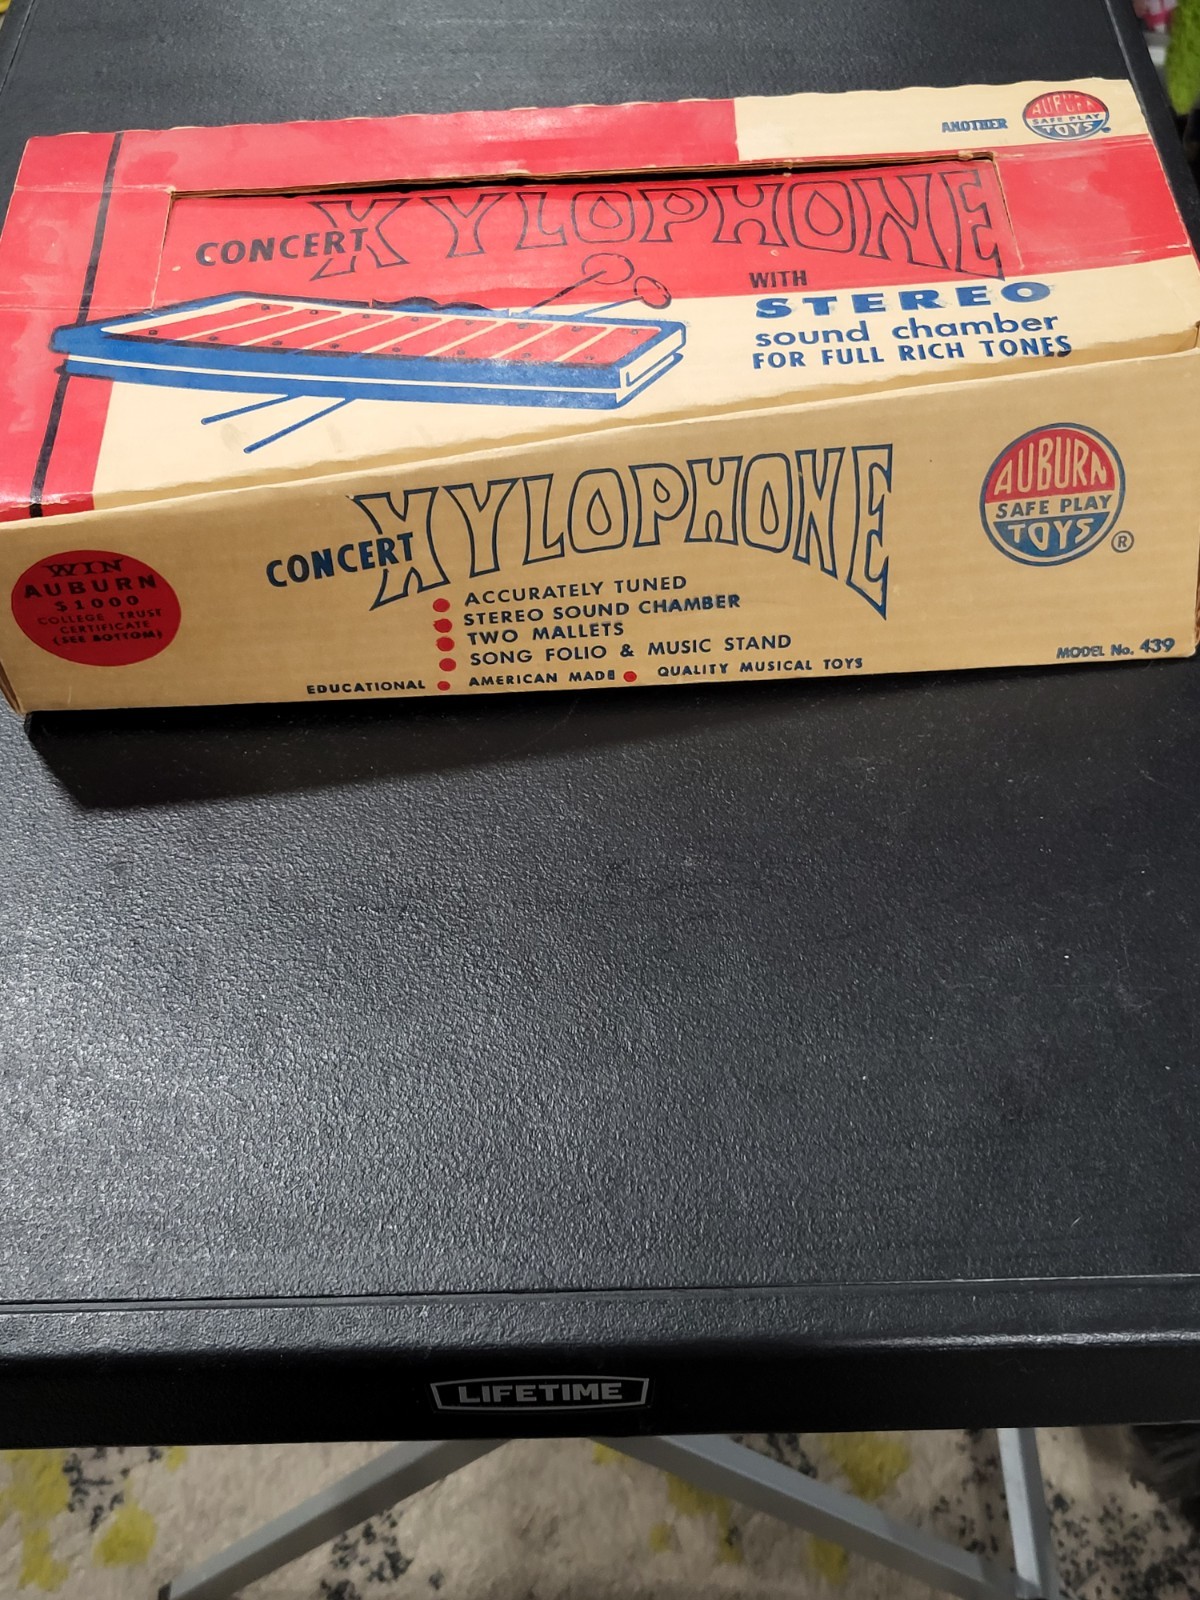 ANOTHER
AUBURN
SAFE PLAY
TOYS
CONCERT XYLOPHONE
WITH
STEREO
sound chamber
FOR FULL RICH TONES
CONCERT XYLOPHONE
AUBURN
SAFE PLAY
TOYS ®
WIN
AUBURN
$1000
COLLEGE TRUST
CERTIFICATE
(SEE BOTTOM)
● ACCURATELY TUNED
● STEREO SOUND CHAMBER
● TWO MALLETS
● SONG FOLIO & MUSIC STAND
EDUCATIONAL ● AMERICAN MADE ● QUALITY MUSICAL TOYS
MODEL No. 439
LIFETIME